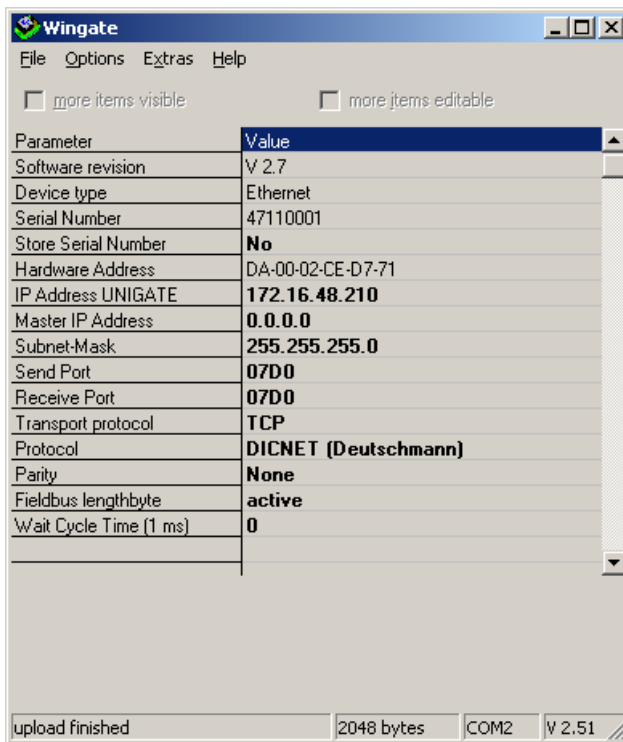 Wingate
File Options Extras Help
more items visible more items editable
Parameter Value
Software revision V 2.7
Device type Ethernet
Serial Number 47110001
Store Serial Number No
Hardware Address DA-00-02-CE-D7-71
IP Address UNIGATE 172.16.48.210
Master IP Address 0.0.0.0
Subnet-Mask 255.255.255.0
Send Port 07D0
Receive Port 07D0
Transport protocol TCP
Protocol DICNET (Deutschmann)
Parity None
Fieldbus lengthbyte active
Wait Cycle Time (1 ms) 0
upload finished 2048 bytes COM2 V 2.51